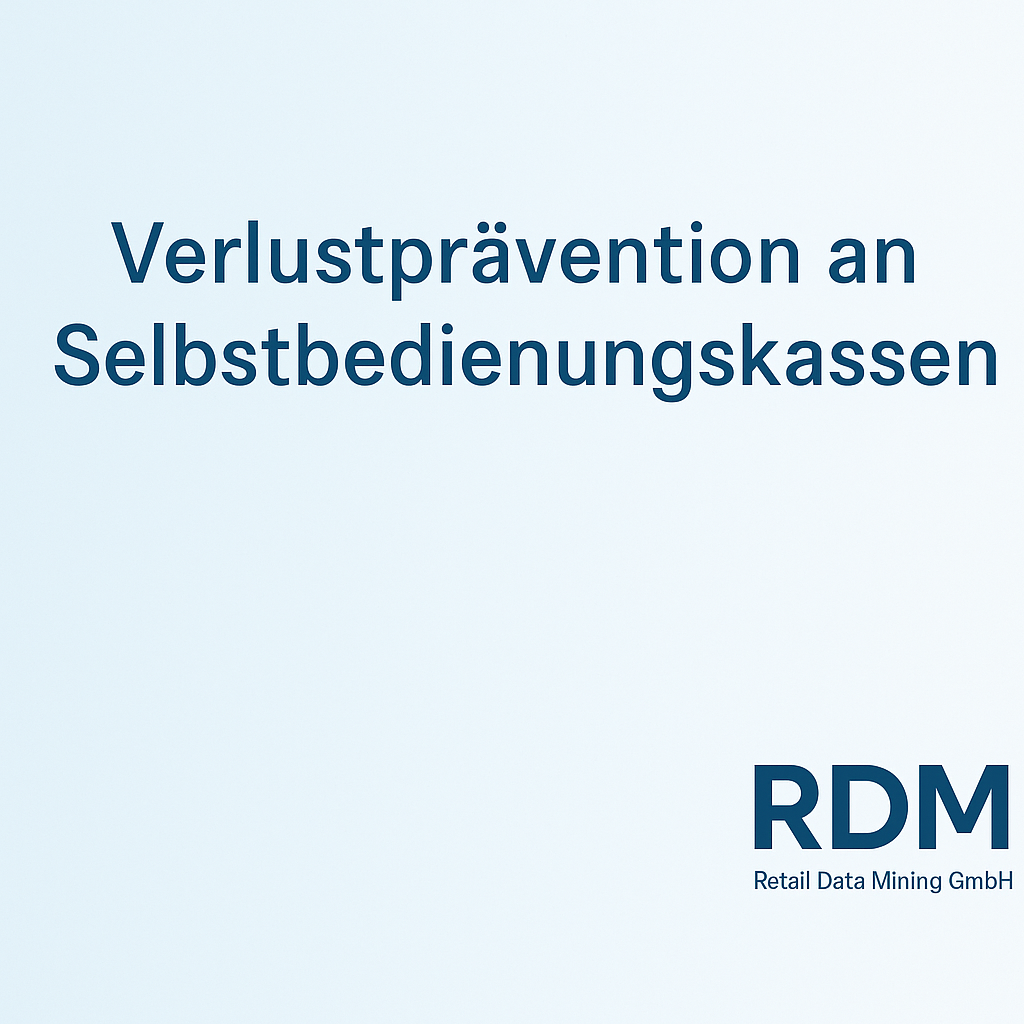 Verlustprävention an
Selbstbedienungskassen
RDM
Retail Data Mining GmbH